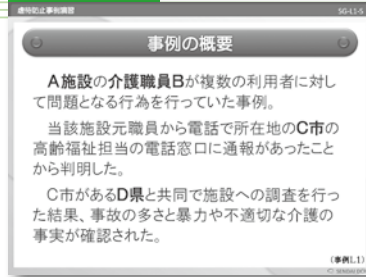 虐待防止事例演習
SG-L1-S
事例の概要
A施設の介護職員Bが複数の利用者に対し
て問題となる行為を行っていた事例。
当該施設元職員から電話で所在地のC市の
高齢福祉担当の電話窓口に通報があったこと
から判明した。
C市があるD県と共同で施設への調査を行っ
た結果、事故の多さと暴力や不適切な介護の
事実が確認された。
(事例L1)